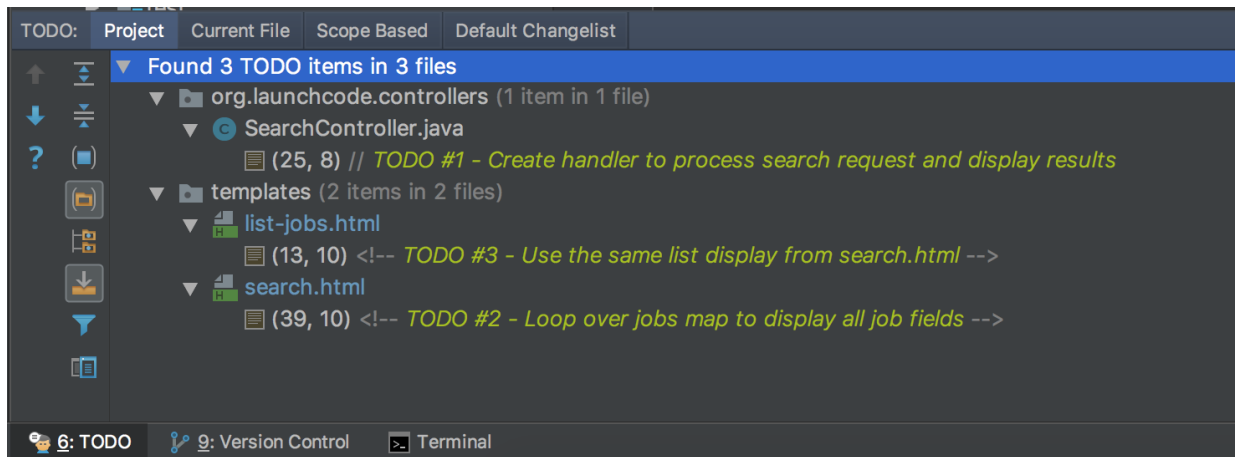 TODO: Project Current File Scope Based Default Changelist
Found 3 TODO items in 3 files
org.launchcode.controllers (1 item in 1 file)
C SearchController.java
(25, 8) // TODO #1 - Create handler to process search request and display results
templates (2 items in 2 files)
H list-jobs.html
(13, 10) <!-- TODO #3 - Use the same list display from search.html -->
H search.html
(39, 10) <!-- TODO #2 - Loop over jobs map to display all job fields -->
6: TODO 9: Version Control Terminal